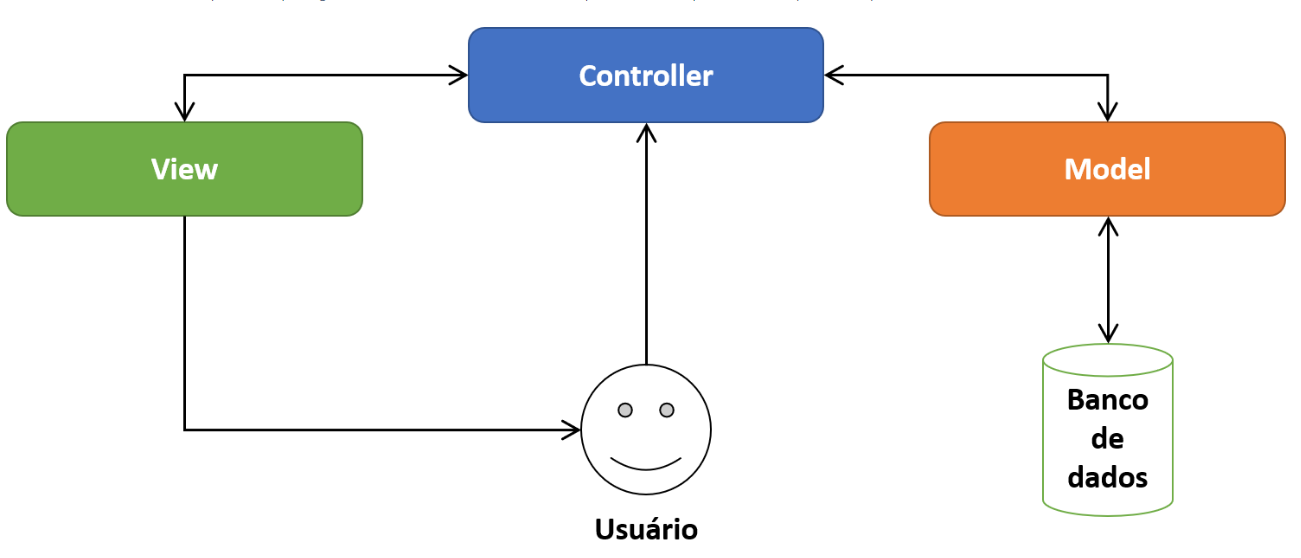 Controller
View
Model
Banco
de
dados
Usuário